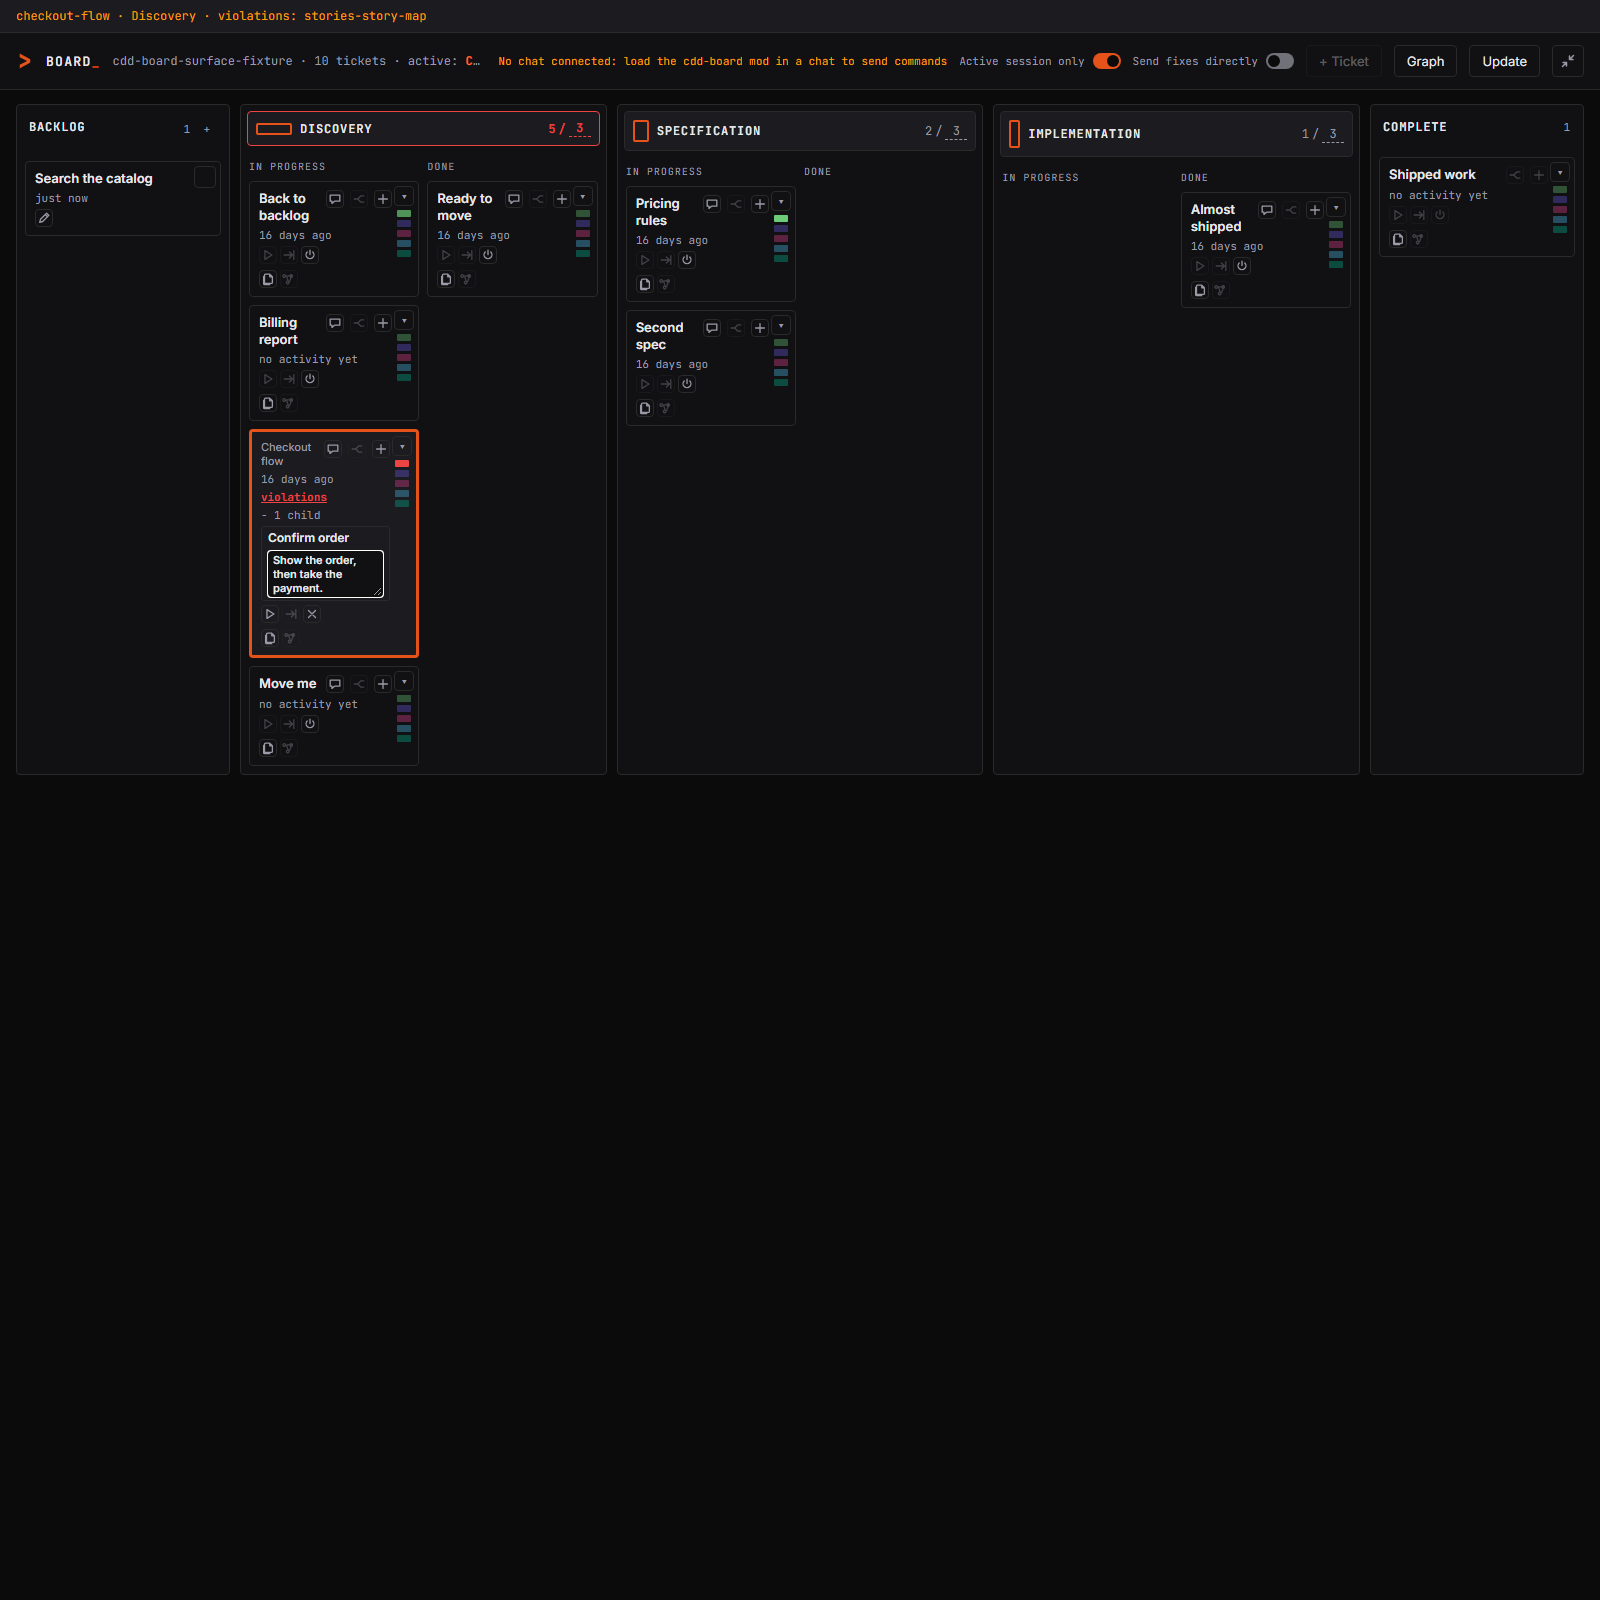 checkout-flow · Discovery · violations: stories-story-map
> BOARD_ cdd-board-surface-fixture · 10 tickets · active: C… No chat connected: load the cdd-board mod in a chat to send commands Active session only Send fixes directly + Ticket Graph Update
BACKLOG 1 +
Search the catalog
just now
DISCOVERY 5 / 3
IN PROGRESS
Back to
backlog
16 days ago
Billing
report
no activity yet
Checkout
flow
16 days ago
violations
- 1 child
Confirm order
Show the order,
then take the
payment.
Move me
no activity yet
DONE
Ready to
move
16 days ago
SPECIFICATION 2 / 3
IN PROGRESS
Pricing
rules
16 days ago
Second
spec
16 days ago
DONE
IMPLEMENTATION 1 / 3
IN PROGRESS
DONE
Almost
shipped
16 days ago
COMPLETE 1
Shipped work
no activity yet